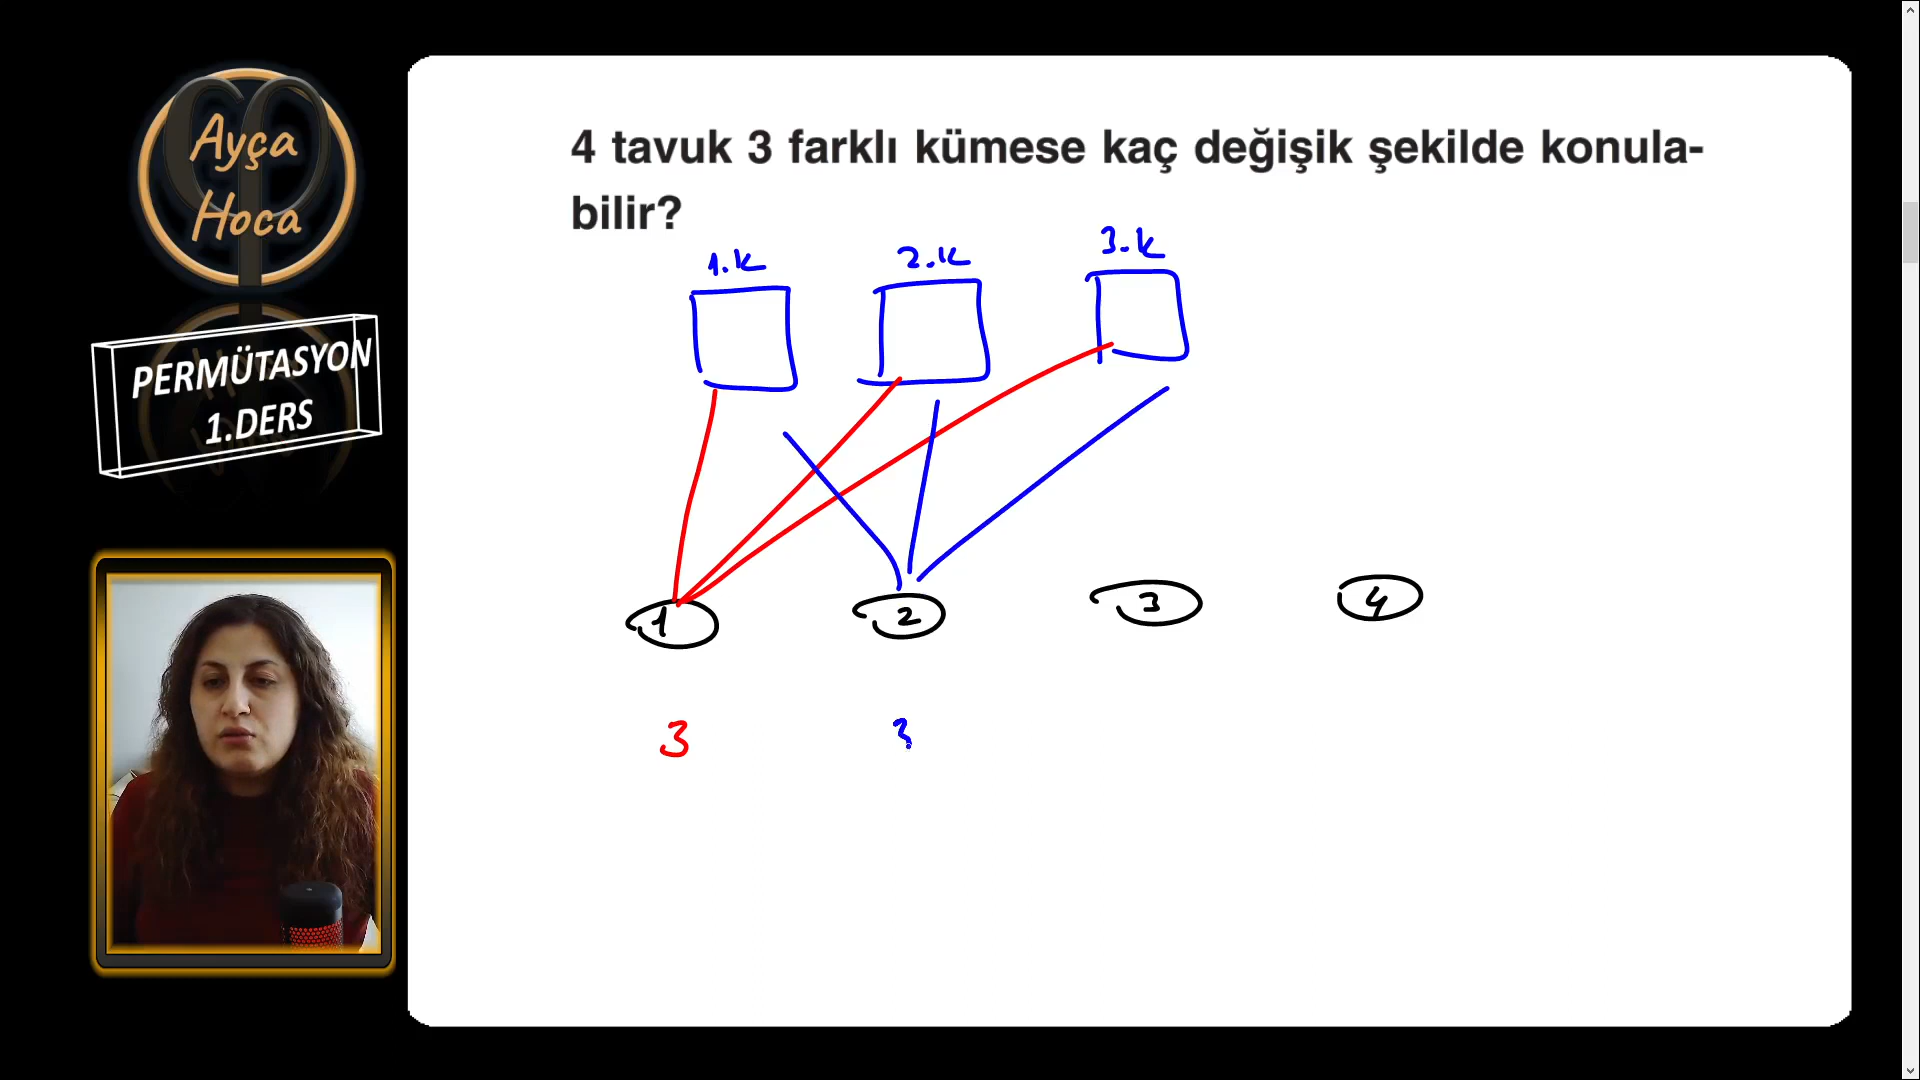 Ayça
Hoca
PERMÜTASYON
1.DERS
4 tavuk 3 farklı kümese kaç değişik şekilde konula-
bilir?
1.k 2.k 3.k
1 2 3 4
3